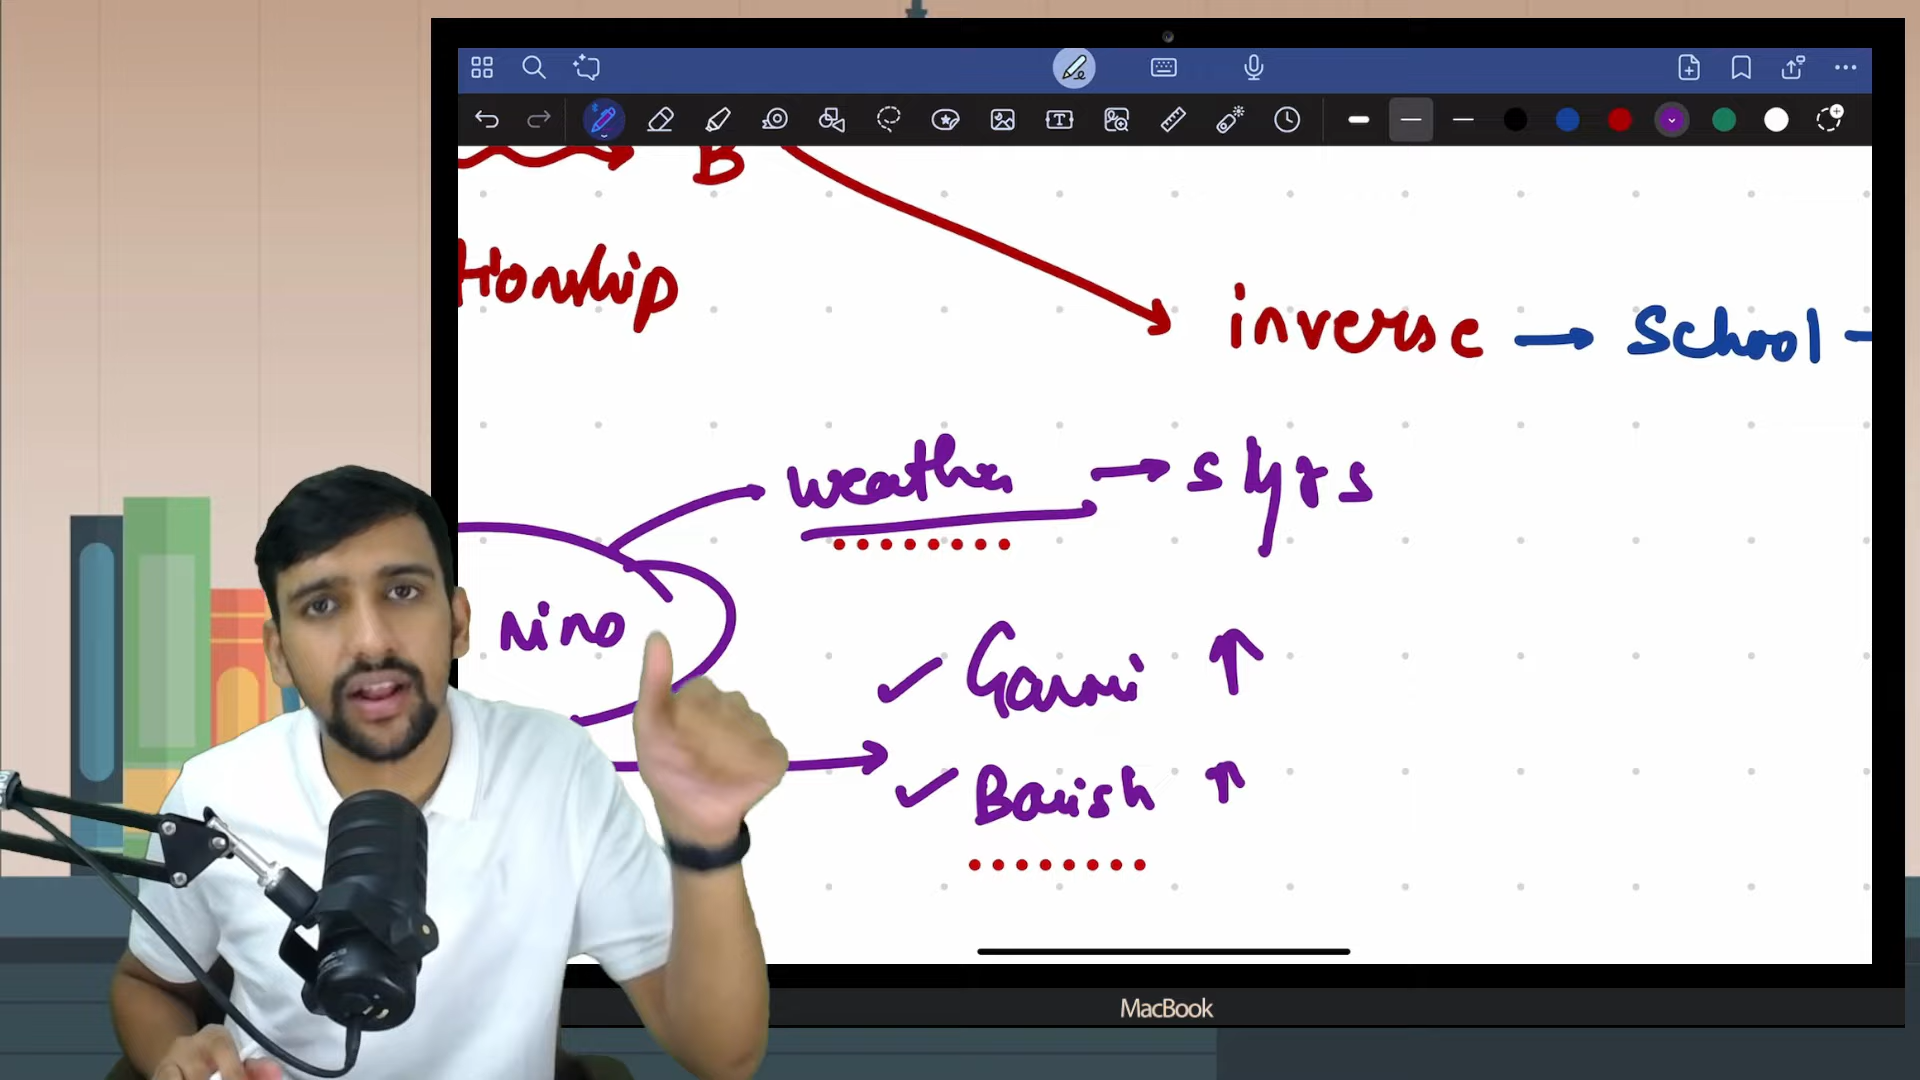 B
tionship
inverse → School –
weather → 5 yrs
Nino
✓ Garmi ↑
✓ Barish ↑
MacBook